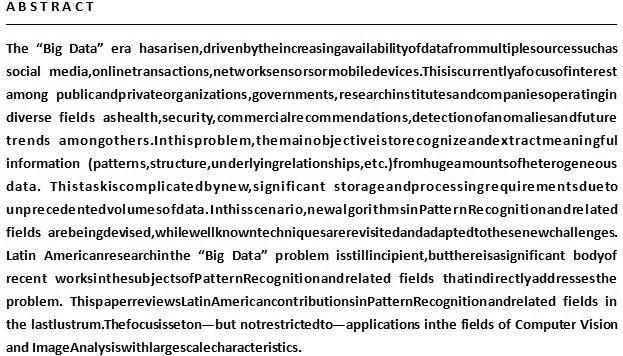 ABSTRACT
The “Big Data” era hasarisen,drivenbytheincreasingavailabilityofdatafrommultiplesourcessuchas
social media,onlinetransactions,networksensorsormobiledevices.Thisiscurrentlyafocusofinterest
among publicandprivateorganizations,governments,researchinstitutesandcompaniesoperatingin
diverse fields ashealth,security,commercialrecommendations,detectionofanomaliesandfuture
trends amongothers.Inthisproblem,themainobjectiveistorecognizeandextractmeaningful
information (patterns,structure,underlyingrelationships,etc.)fromhugeamountsofheterogeneous
data. Thistaskiscomplicatedbynew,significant storageandprocessingrequirementsdueto
unprecedentedvolumesofdata.Inthisscenario,newalgorithmsinPatternRecognitionandrelated
fields arebeingdevised,whilewellknowntechniquesarerevisitedandadaptedtothesenewchallenges.
Latin Americanresearchinthe “Big Data” problem isstillincipient,butthereisasignificant bodyof
recent worksinthesubjectsofPatternRecognitionandrelated fields thatindirectlyaddressesthe
problem. ThispaperreviewsLatinAmericancontributionsinPatternRecognitionandrelated fields in
the lastlustrum.Thefocusisseton—but notrestrictedto—applications inthe fields of Computer Vision
and ImageAnalysiswithlargescalecharacteristics.